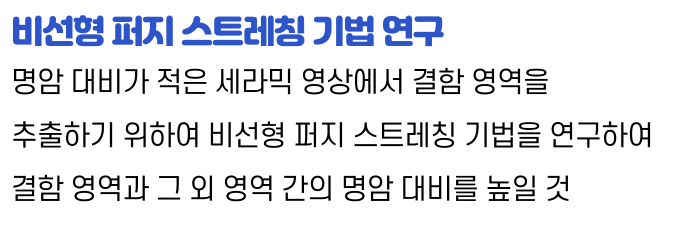 비선형 퍼지 스트레칭 기법 연구
명암 대비가 적은 세라믹 영상에서 결함 영역을
추출하기 위하여 비선형 퍼지 스트레칭 기법을 연구하여
결함 영역과 그 외 영역 간의 명암 대비를 높일 것